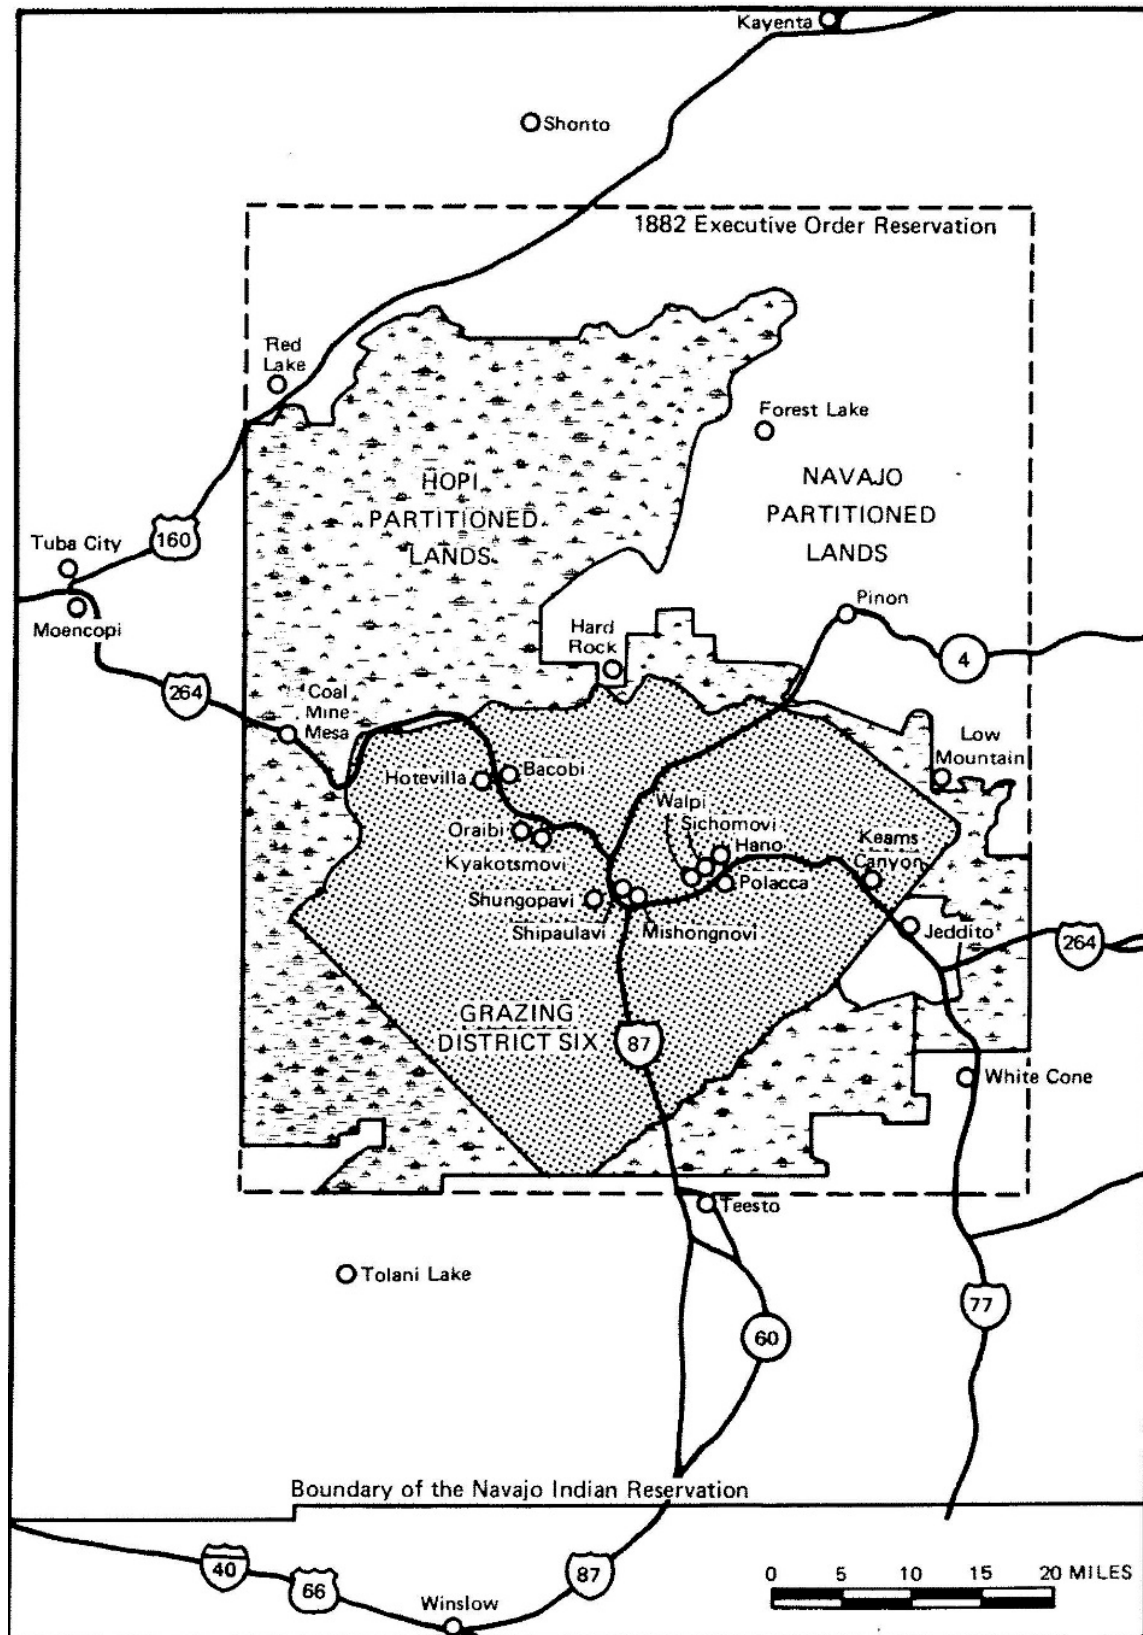 Kayenta
Shonto
1882 Executive Order Reservation
Red
Lake
Forest Lake
HOPI
PARTITIONED
LANDS
NAVAJO
PARTITIONED
LANDS
160
Tuba City
Moencopi
Pinon
Hard
Rock
4
264
Coal
Mine
Mesa
Low
Mountain
Hotevilla
Bacobi
Walpi
Sichomovi
Oraibi
Hano
Keams
Canyon
Kyakotsmovi
Polacca
Shungopavi
Shipaulavi
Mishongnovi
Jeddito
264
GRAZING
DISTRICT SIX
87
White Cone
Teesto
Tolani Lake
77
60
Boundary of the Navajo Indian Reservation
40
66
87
Winslow
0 5 10 15 20 MILES